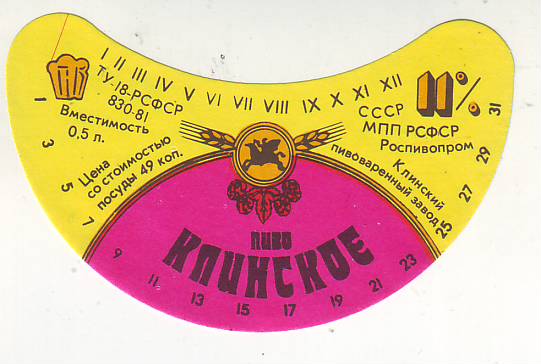 I II III IV V VI VII VIII IX X XI XII
ПИВО
Ту-18-РСФСР
830-81
Вместимость
0,5 л.
Цена
со стоимостью
посуды 49 коп.
11%
СССР
МПП РСФСР
Роспивопром
Клинский
пивоваренный завод
пиво
КЛИНСКОЕ
1 3 5 7 9 11 13 15 17 19 21 23 25 27 29 31